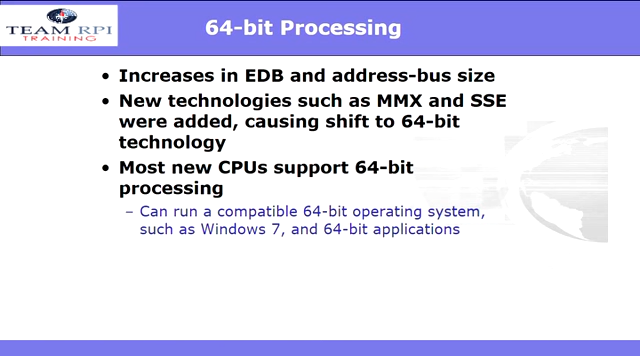 TEAM RPI
TRAINING
64-bit Processing
• Increases in EDB and address-bus size
• New technologies such as MMX and SSE
were added, causing shift to 64-bit
technology
• Most new CPUs support 64-bit
processing
– Can run a compatible 64-bit operating system,
such as Windows 7, and 64-bit applications